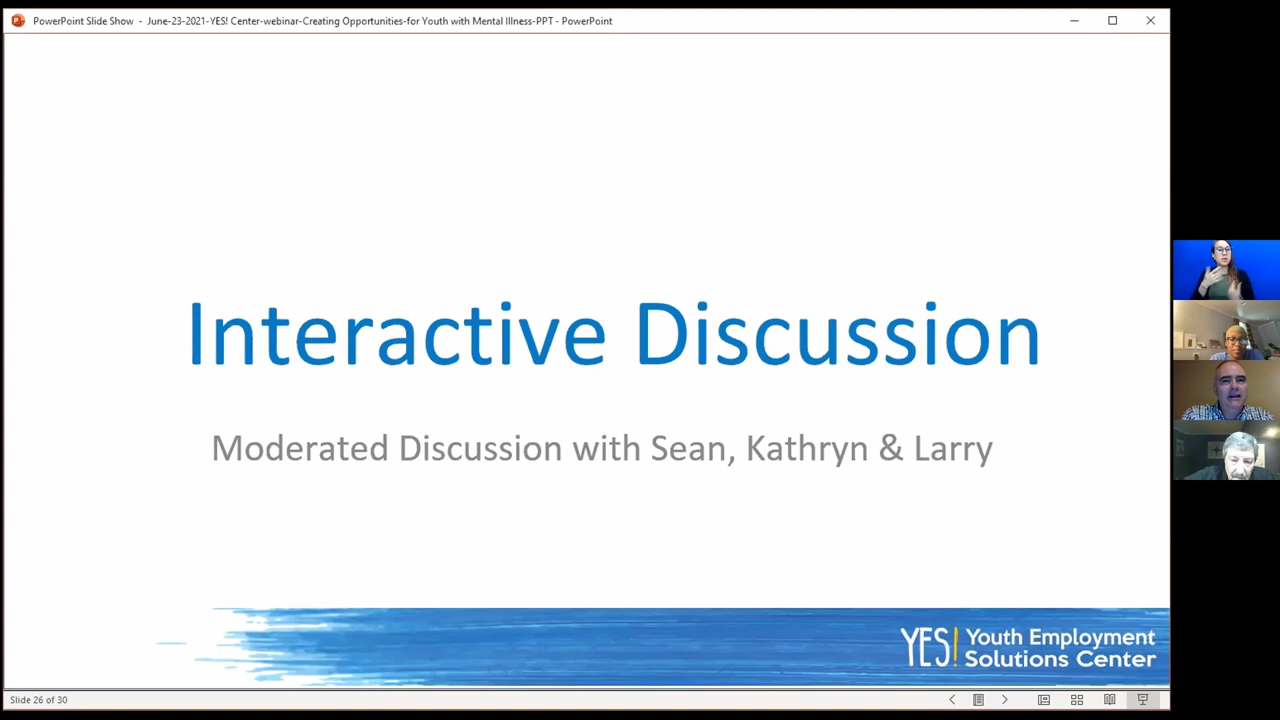 PowerPoint Slide Show - June-23-2021-YES! Center-webinar-Creating Opportunities-for Youth with Mental Illness-PPT - PowerPoint
Interactive Discussion
Moderated Discussion with Sean, Kathryn & Larry
YES! Youth Employment
Solutions Center
Slide 26 of 30